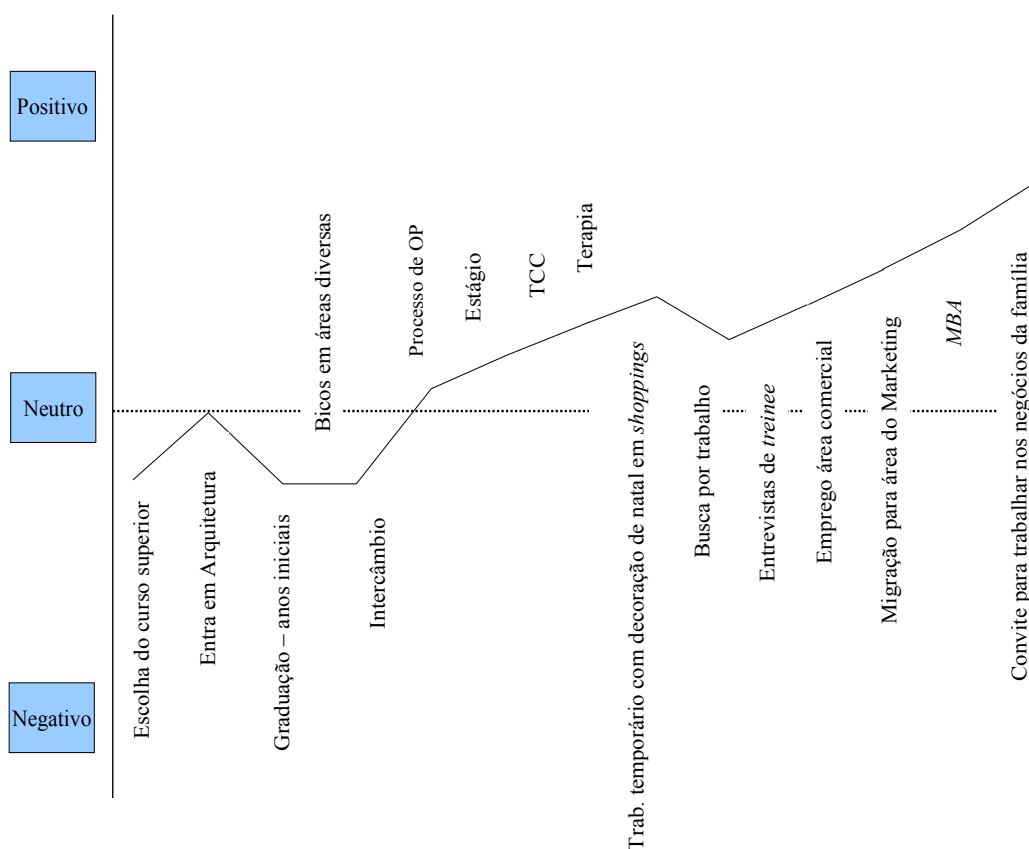 Positivo
Neutro
Negativo
Escolha do curso superior
Entra em Arquitetura
Graduação – anos iniciais
Bicos em áreas diversas
Intercâmbio
Processo de OP
Estágio
TCC
Terapia
Trab. temporário com decoração de natal em shoppings
Busca por trabalho
Entrevistas de treinee
Emprego área comercial
Migração para área do Marketing
MBA
Convite para trabalhar nos negócios da família